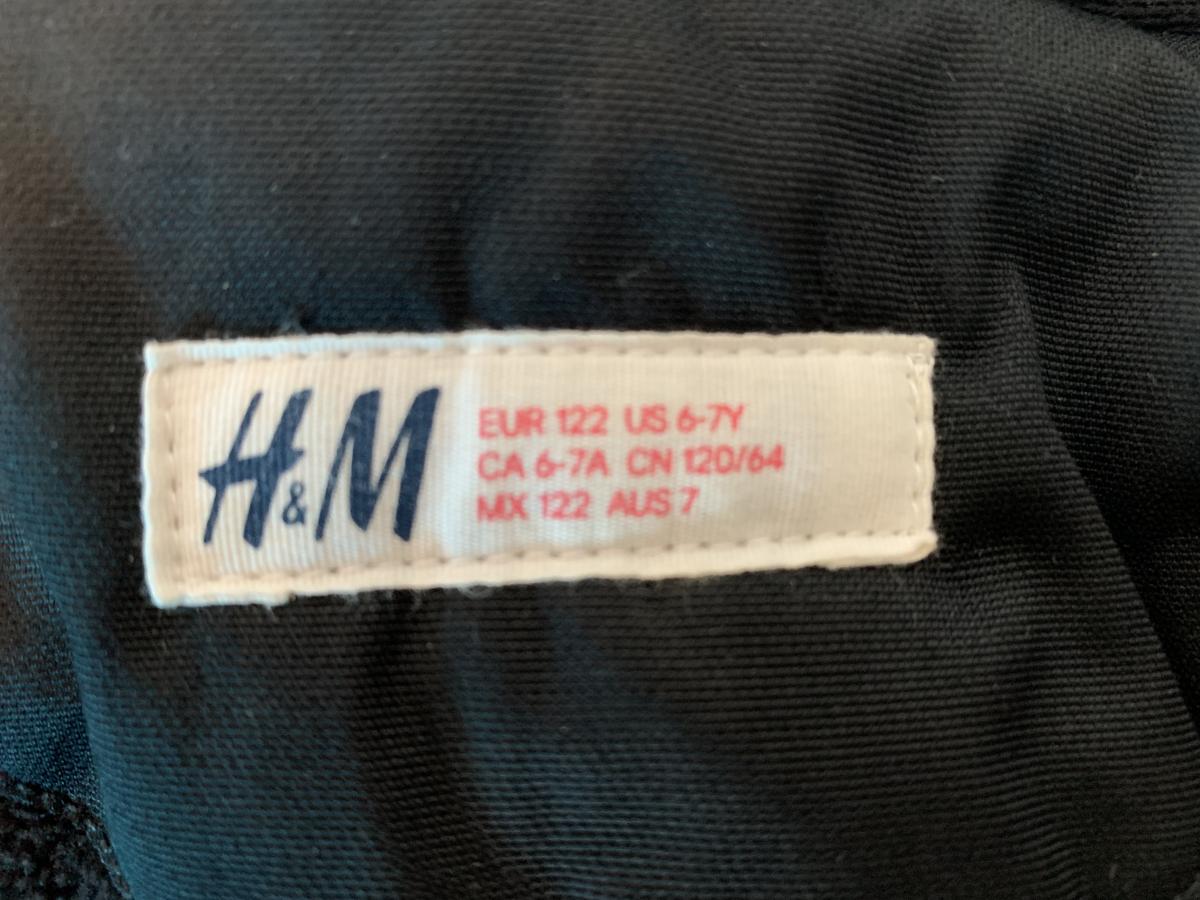 H&M
EUR 122 US 6-7Y
CA 6-7A CN 120/64
MX 122 AUS 7